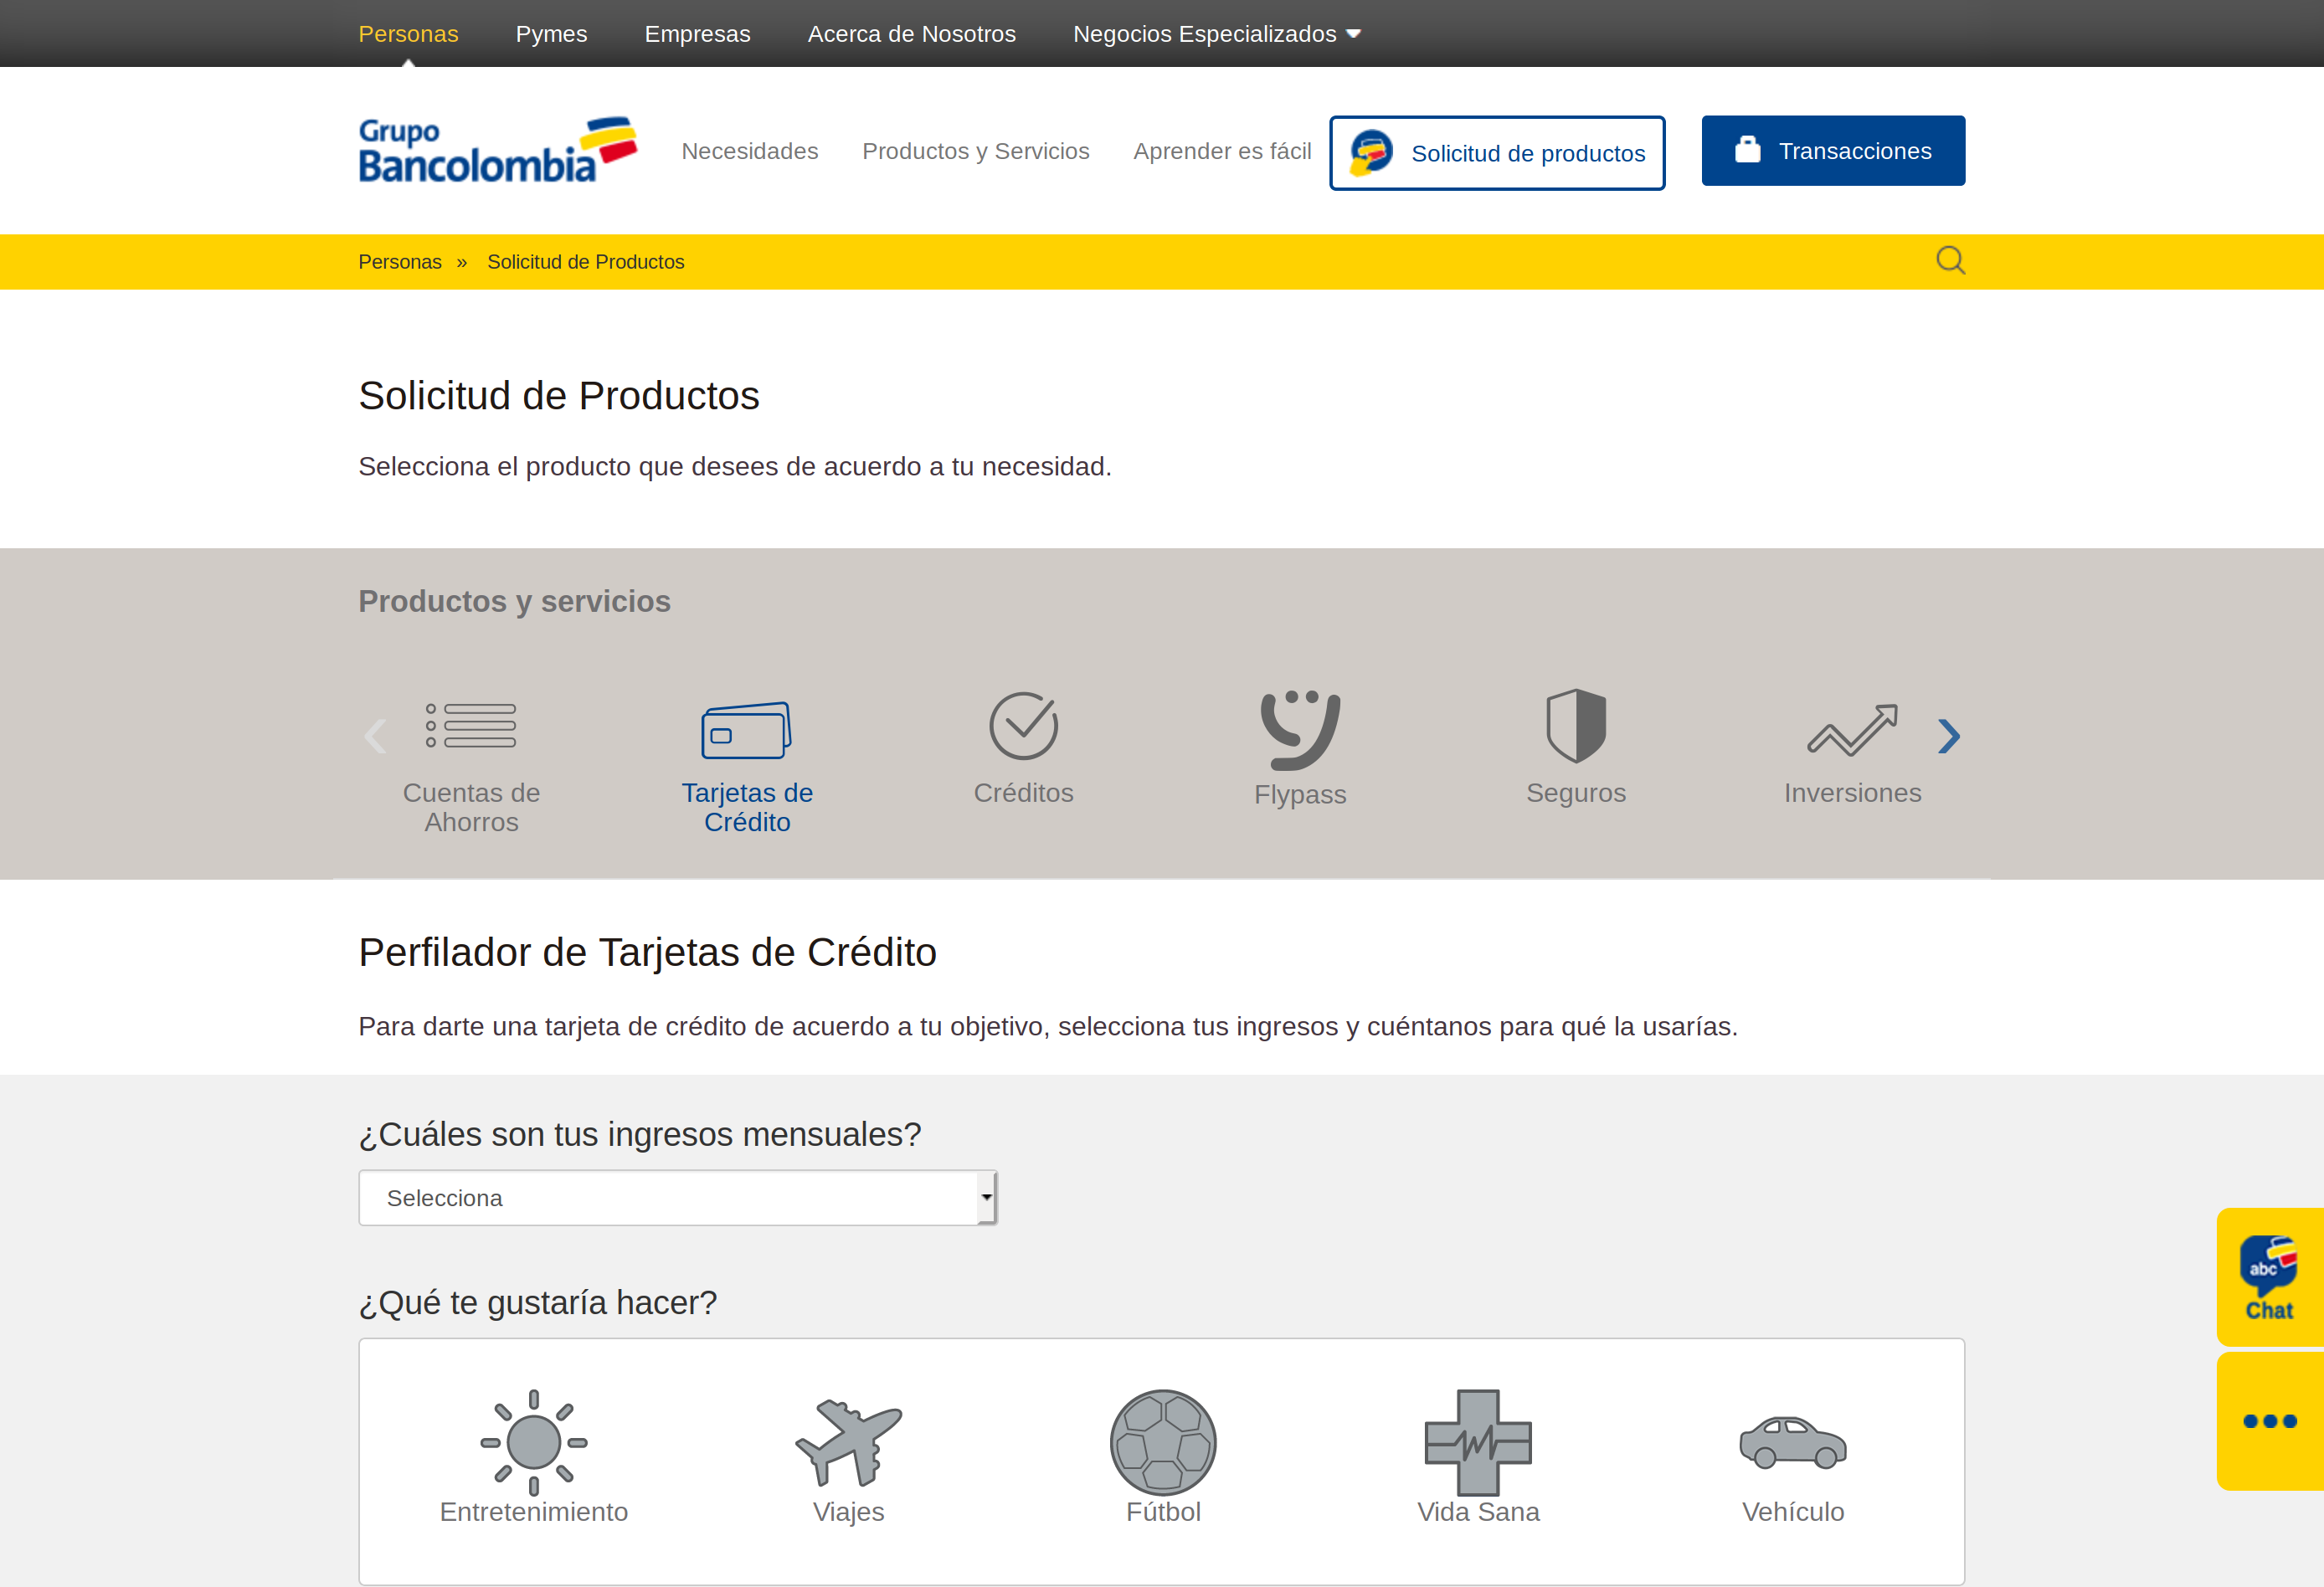 Personas Pymes Empresas Acerca de Nosotros Negocios Especializados
Grupo
Bancolombia
Necesidades Productos y Servicios Aprender es fácil Solicitud de productos Transacciones
Personas » Solicitud de Productos
Solicitud de Productos
Selecciona el producto que desees de acuerdo a tu necesidad.
Productos y servicios
Cuentas de Ahorros
Tarjetas de Crédito
Créditos
Flypass
Seguros
Inversiones
Perfilador de Tarjetas de Crédito
Para darte una tarjeta de crédito de acuerdo a tu objetivo, selecciona tus ingresos y cuéntanos para qué la usarías.
¿Cuáles son tus ingresos mensuales?
Selecciona
abc
Chat
¿Qué te gustaría hacer?
Entretenimiento Viajes Fútbol Vida Sana Vehículo